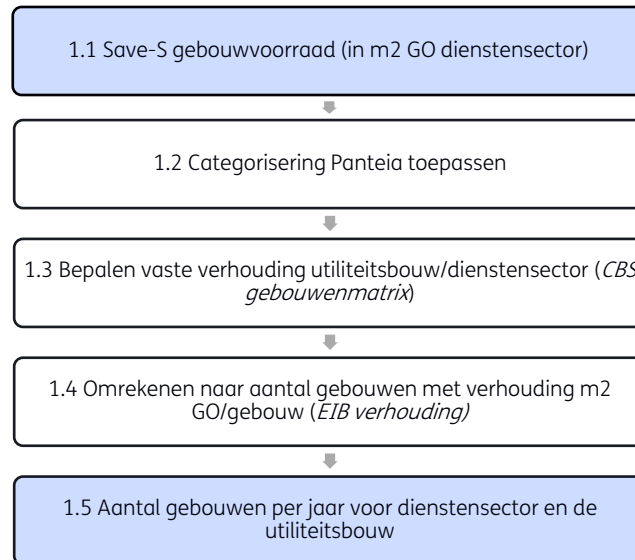 1.1 Save-S gebouwvoorraad (in m2 GO dienstensector)
1.2 Categorisering Panteia toepassen
1.3 Bepalen vaste verhouding utiliteitsbouw/dienstensector (CBS
gebouwenmatrix)
1.4 Omrekenen naar aantal gebouwen met verhouding m2
GO/gebouw (EIB verhouding)
1.5 Aantal gebouwen per jaar voor dienstensector en de
utiliteitsbouw